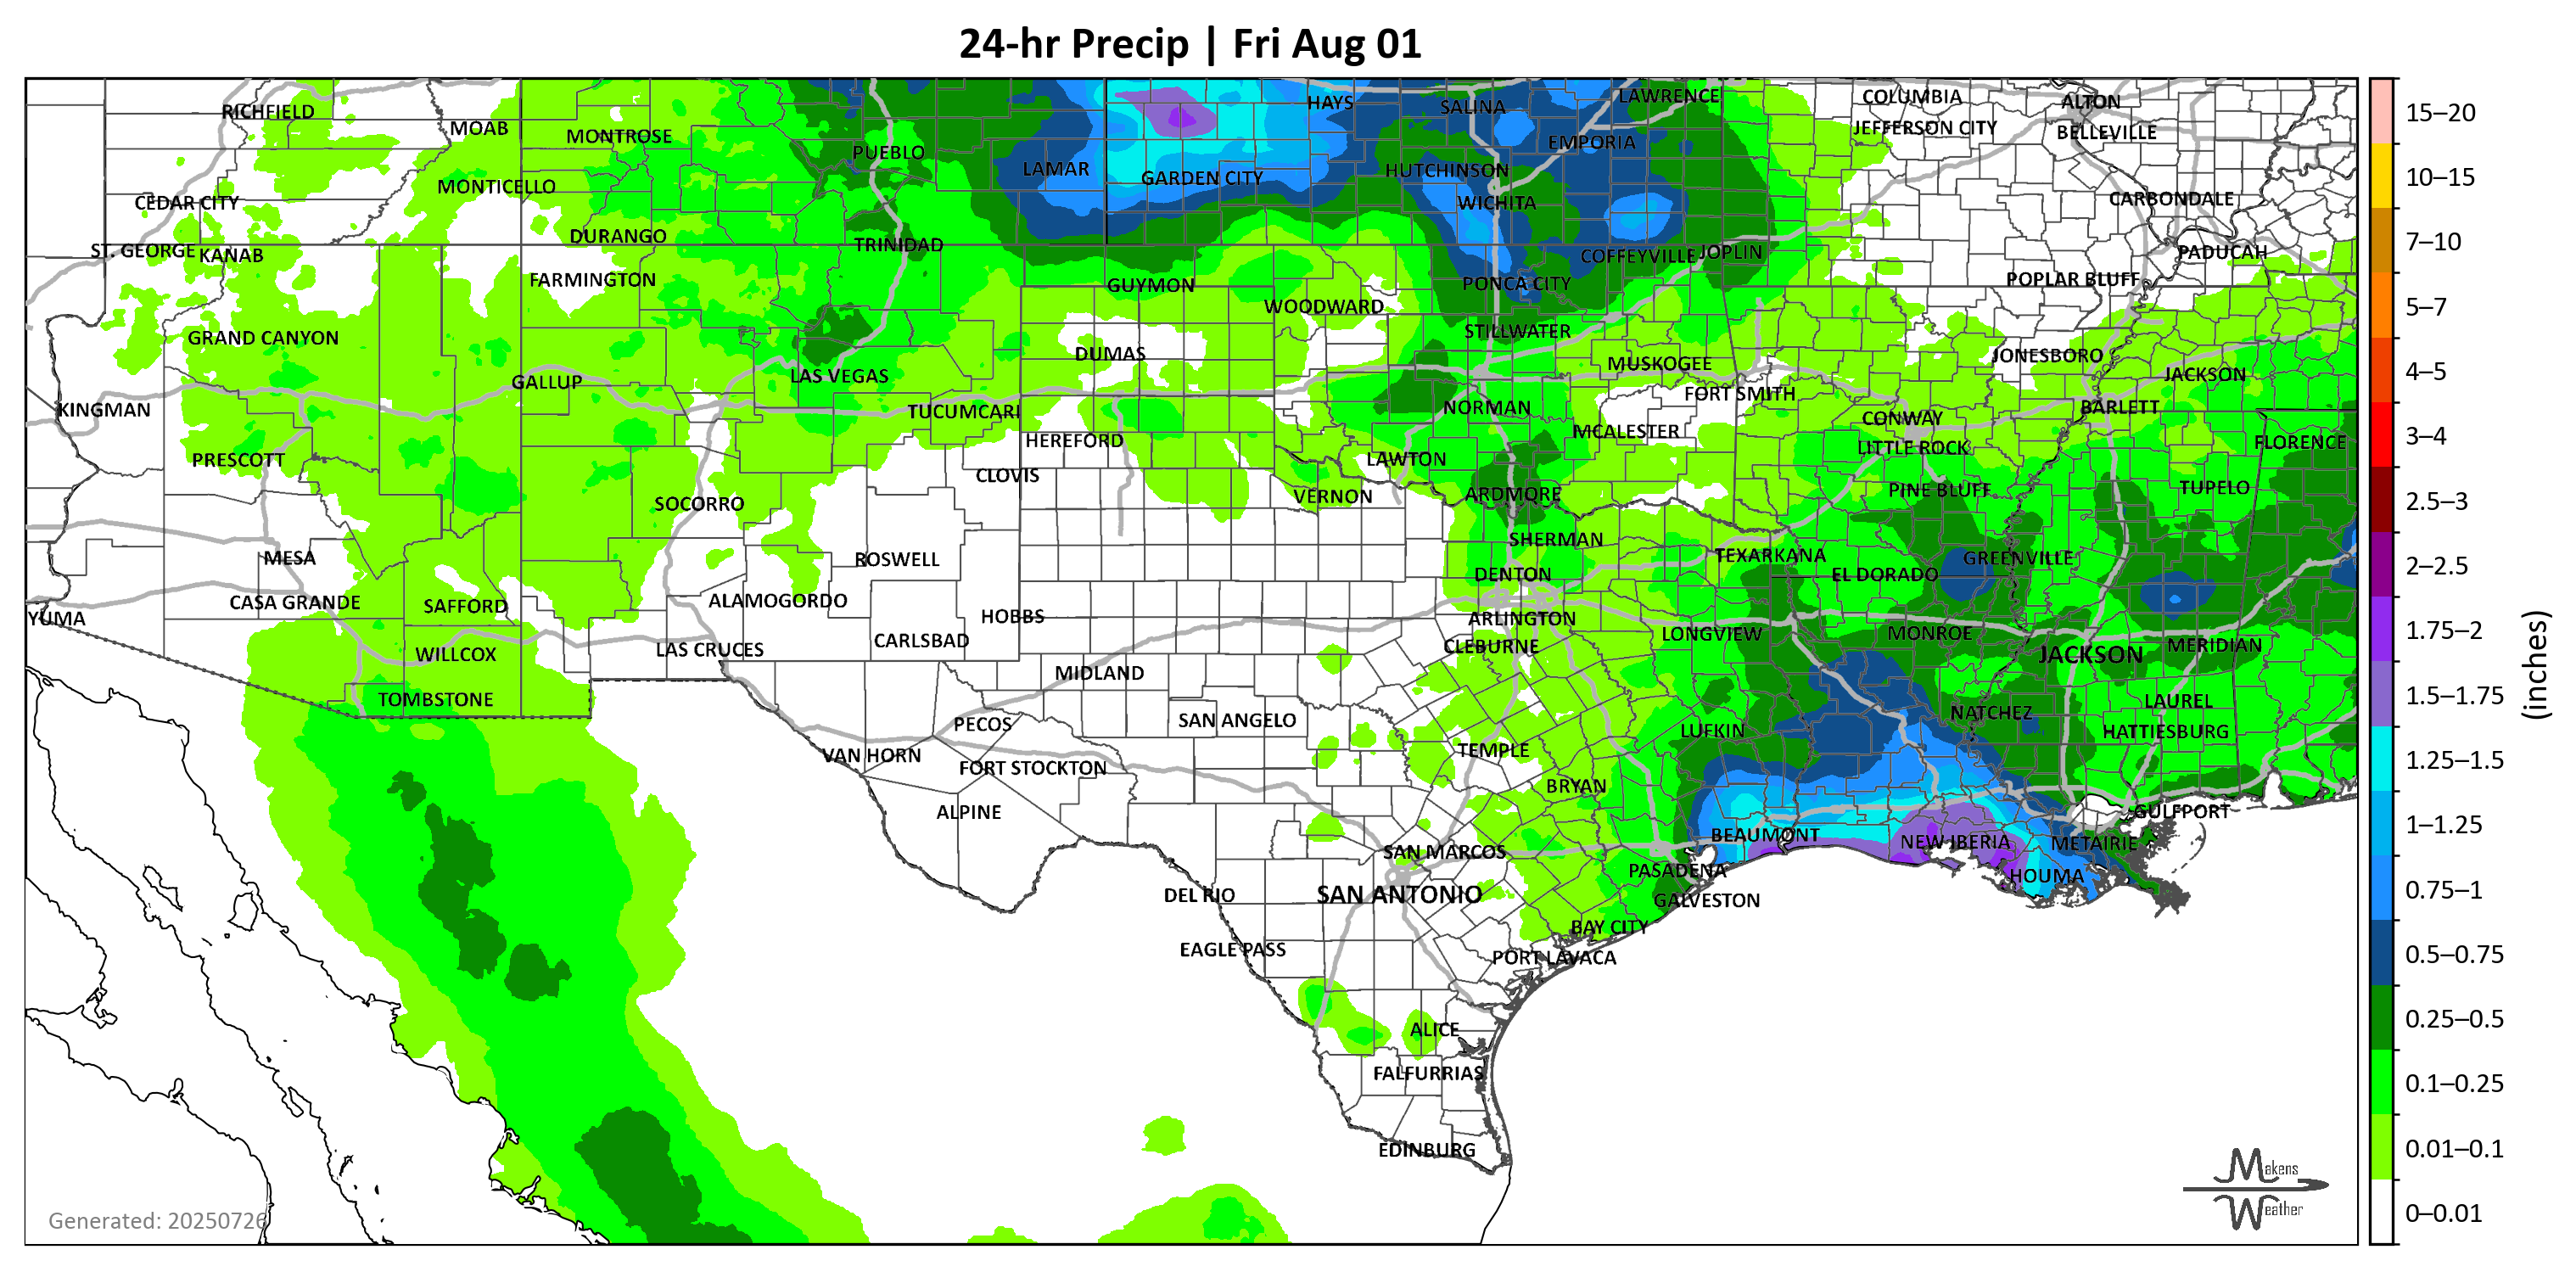 24-hr Precip | Fri Aug 01
RICHFIELD
MOAB
MONTROSE
PUEBLO
LAMAR
GARDEN CITY
HAYS
SALINA
LAWRENCE
EMPORIA
HUTCHINSON
WICHITA
COLUMBIA
JEFFERSON CITY
ALTON
BELLEVILLE
CARBONDALE
PADUCAH
POPLAR BLUFF
MONTICELLO
CEDAR CITY
ST. GEORGE
KANAB
DURANGO
TRINIDAD
COFFEYVILLE
JOPLIN
FARMINGTON
GUYMON
WOODWARD
PONCA CITY
STILLWATER
GRAND CANYON
DUMAS
MUSKOGEE
JONESBORO
JACKSON
GALLUP
LAS VEGAS
TUCUMCARI
FORT SMITH
NORMAN
KINGMAN
CONWAY
BARLETT
LITTLE ROCK
FLORENCE
HEREFORD
MCALESTER
PRESCOTT
CLOVIS
LAWTON
VERNON
ARDMORE
PINE BLUFF
TUPELO
SOCORRO
MESA
ROSWELL
SHERMAN
DENTON
TEXARKANA
EL DORADO
GREENVILLE
CASA GRANDE
SAFFORD
ALAMOGORDO
YUMA
HOBBS
ARLINGTON
CARLSBAD
CLEBURNE
LONGVIEW
MONROE
JACKSON
MERIDIAN
WILLCOX
LAS CRUCES
MIDLAND
TOMBSTONE
PECOS
SAN ANGELO
NATCHEZ
LAUREL
HATTIESBURG
LUFKIN
TEMPLE
VAN HORN
FORT STOCKTON
BRYAN
ALPINE
GULFPORT
BEAUMONT
NEW IBERIA
METAIRIE
SAN MARCOS
PASADENA
HOUMA
DEL RIO
SAN ANTONIO
GALVESTON
BAY CITY
EAGLE PASS
PORT LAVACA
ALICE
FALFURRIAS
EDINBURG
Generated: 20250726
Makens
Weather
15–20
10–15
7–10
5–7
4–5
3–4
2.5–3
2–2.5
1.75–2
1.5–1.75
1.25–1.5
1–1.25
0.75–1
0.5–0.75
0.25–0.5
0.1–0.25
0.01–0.1
0–0.01
(inches)